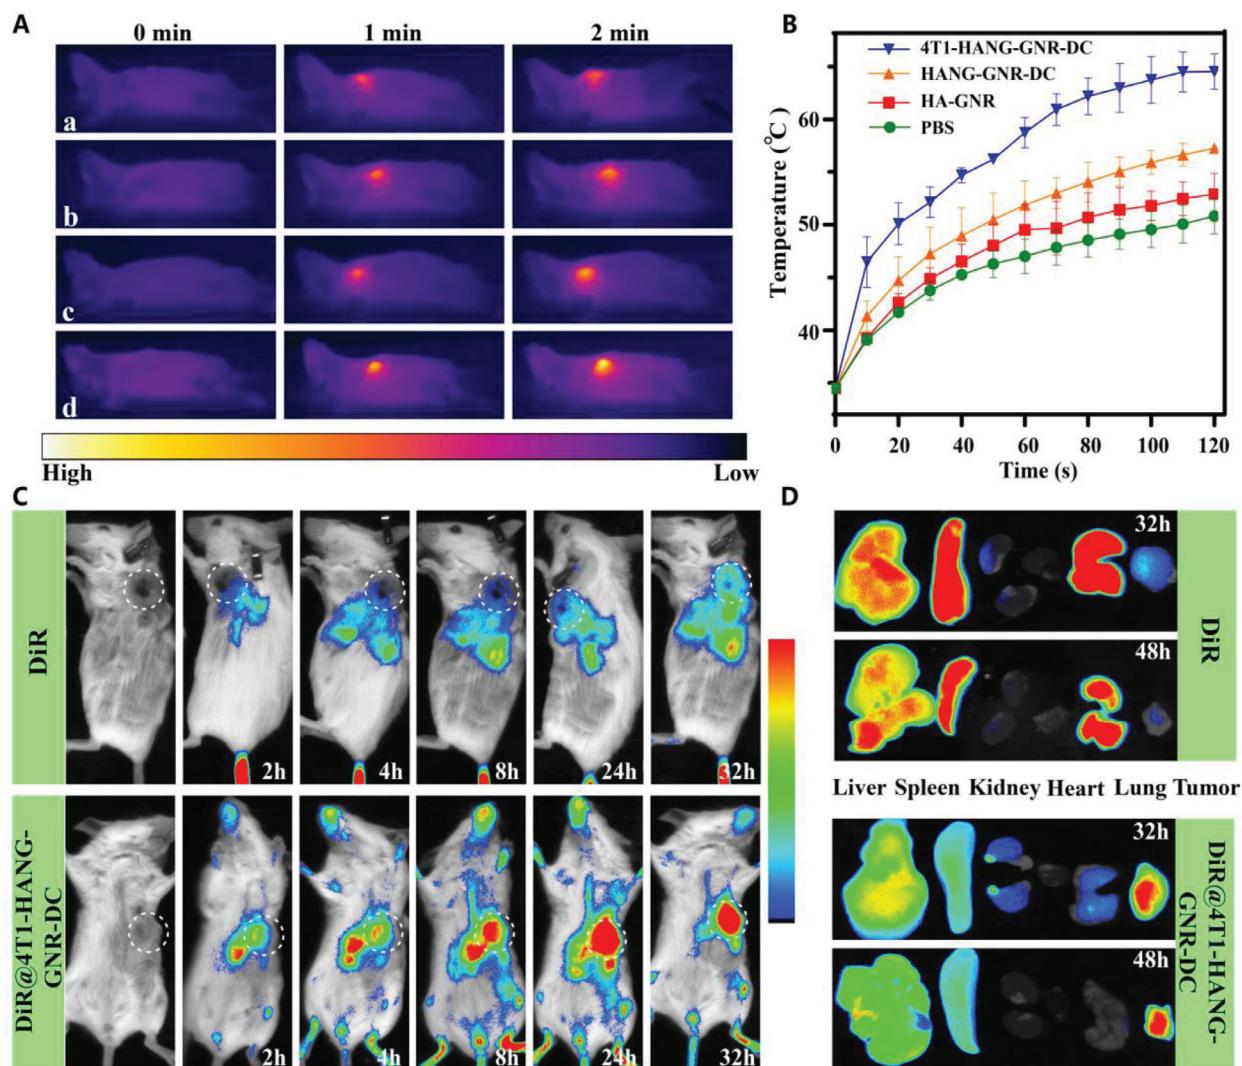 A
0 min 1 min 2 min
a
b
c
d
High Low
B
4T1-HANG-GNR-DC
HANG-GNR-DC
HA-GNR
PBS
Temperature (℃)
60
50
40
0 20 40 60 80 100 120
Time (s)
C
DiR
2h 4h 8h 24h 32h
DiR@4T1-HANG-
GNR-DC
2h 4h 8h 24h 32h
D
32h
48h
DiR
Liver Spleen Kidney Heart Lung Tumor
32h
48h
DiR@4T1-HANG-
GNR-DC